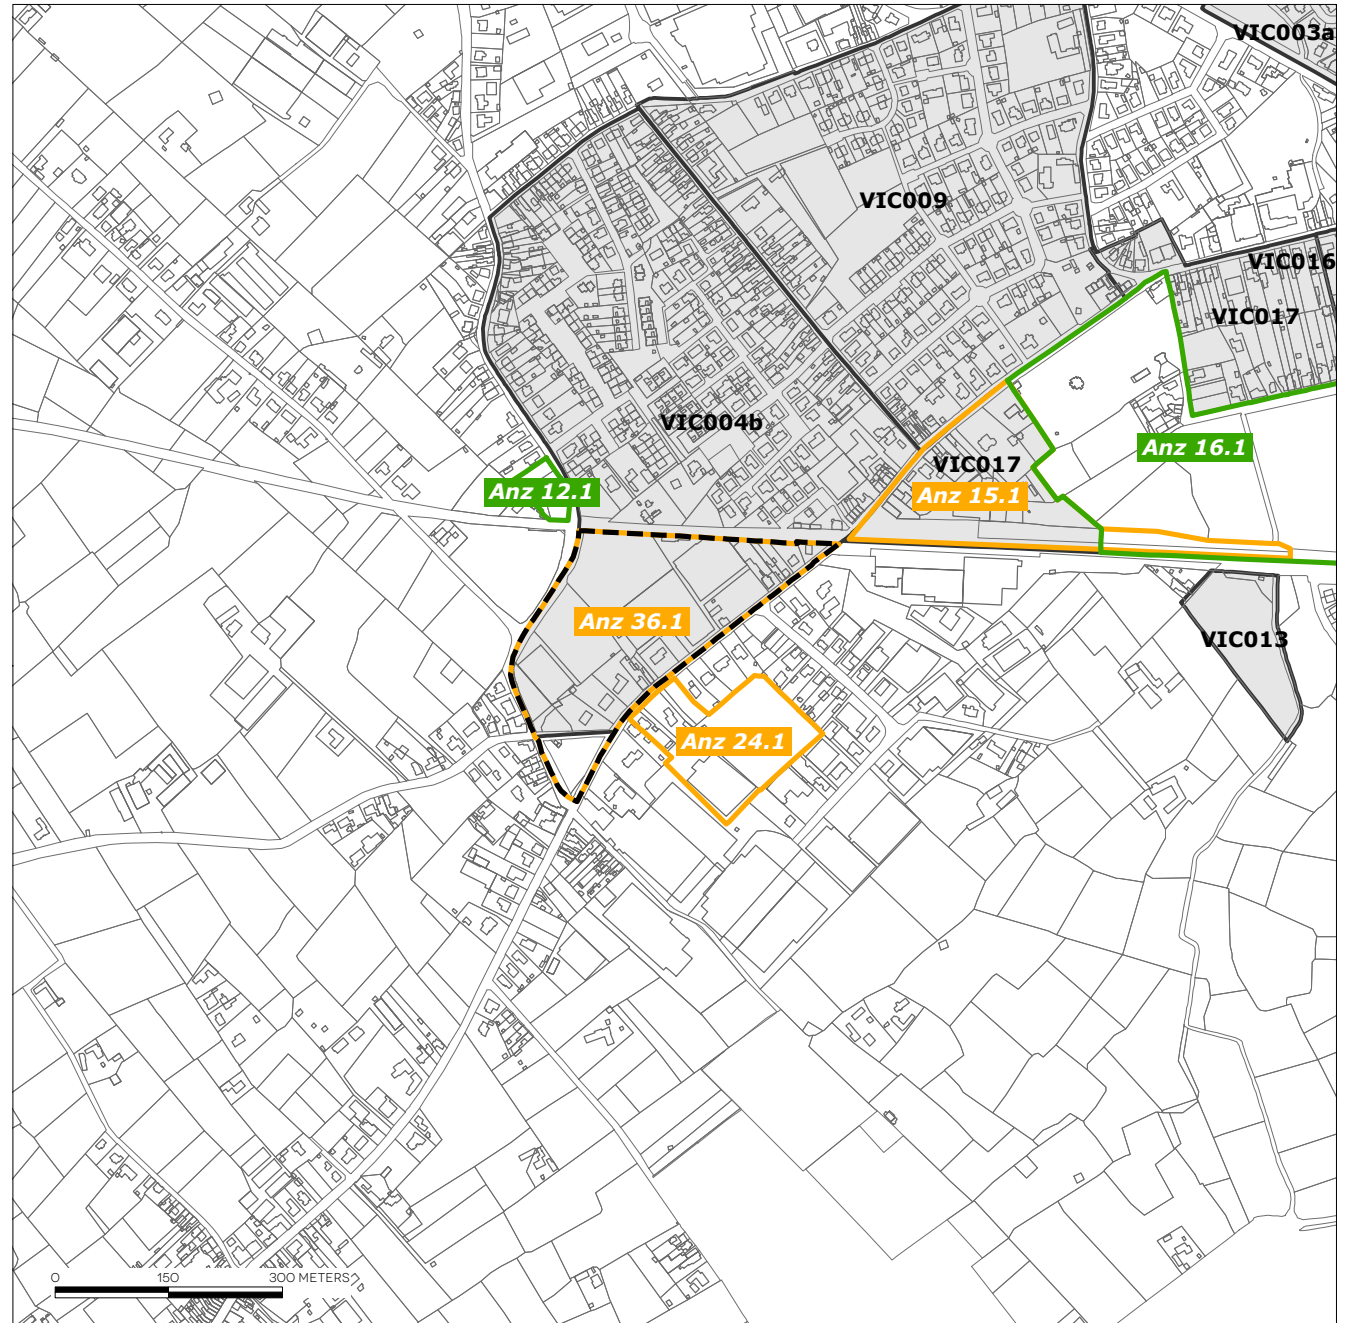 VIC003a
VIC009
VIC016
VIC017
VIC004b
Anz 16.1
VIC017
Anz 12.1
Anz 15.1
Anz 36.1
VIC013
Anz 24.1
0 150 300 METERS